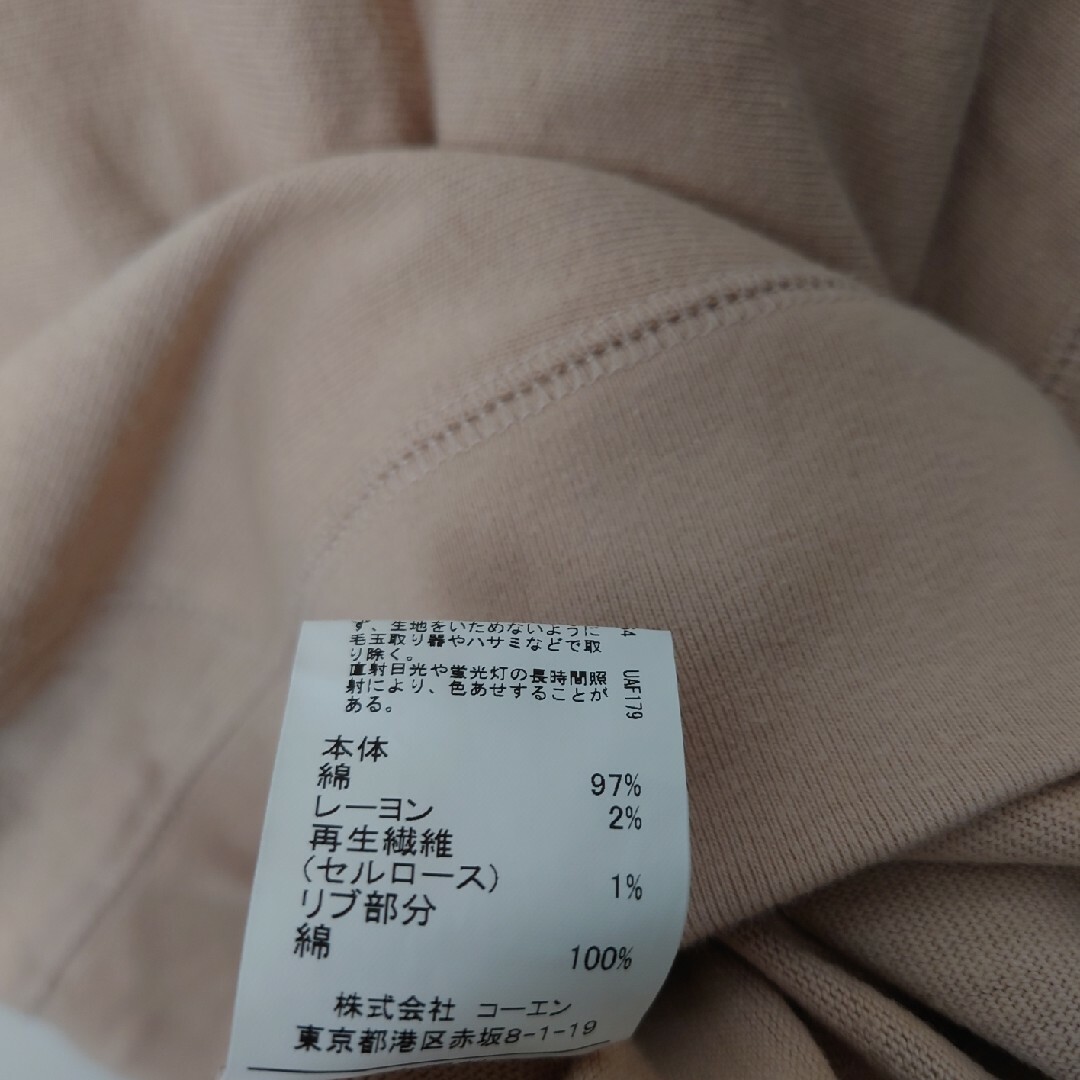 ず、生地をいためないように
毛玉取り器やハサミなどで取
り除く。
直射日光や蛍光灯の長時間照
射により、色あせすることが
ある。
本体
綿 97%
レーヨン 2%
再生繊維
(セルロース) 1%
リブ部分
綿 100%
株式会社 コーエン
東京都港区赤坂8-1-19
UAF179